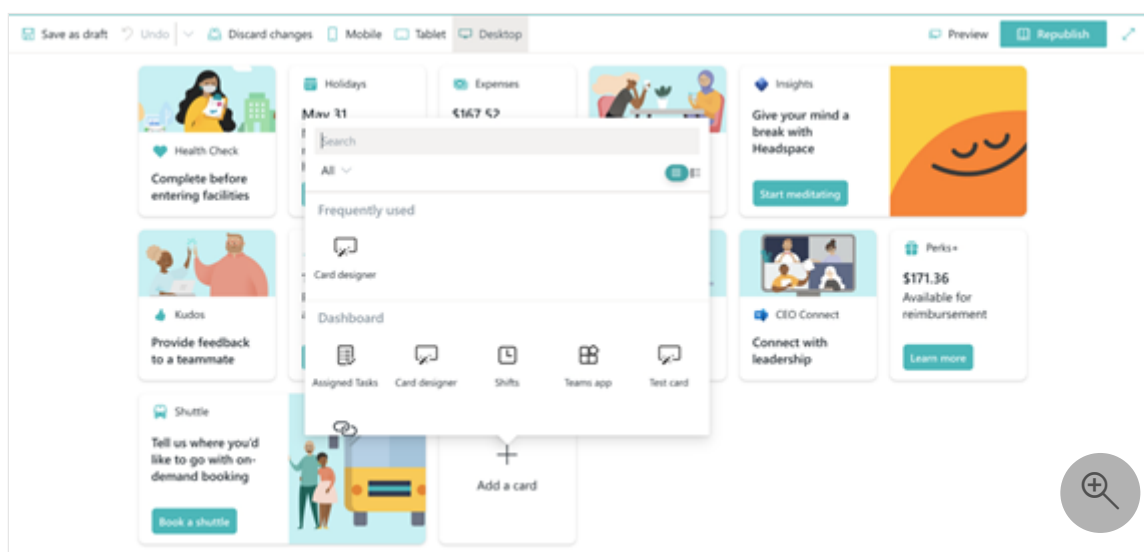 Save as draft
Undo
Discard changes
Mobile
Tablet
Desktop
Preview
Republish
Health Check
Complete before
entering facilities
Holidays
May 31
Expenses
$167.52
Insights
Give your mind a
break with
Headspace
Start meditating
Search
All
Frequently used
Card designer
Dashboard
Assigned Tasks
Card designer
Shifts
Teams app
Test card
Kudos
Provide feedback
to a teammate
CEO Connect
Connect with
leadership
Perks+
$171.36
Available for
reimbursement
Learn more
Shuttle
Tell us where you'd
like to go with on-
demand booking
Book a shuttle
Add a card